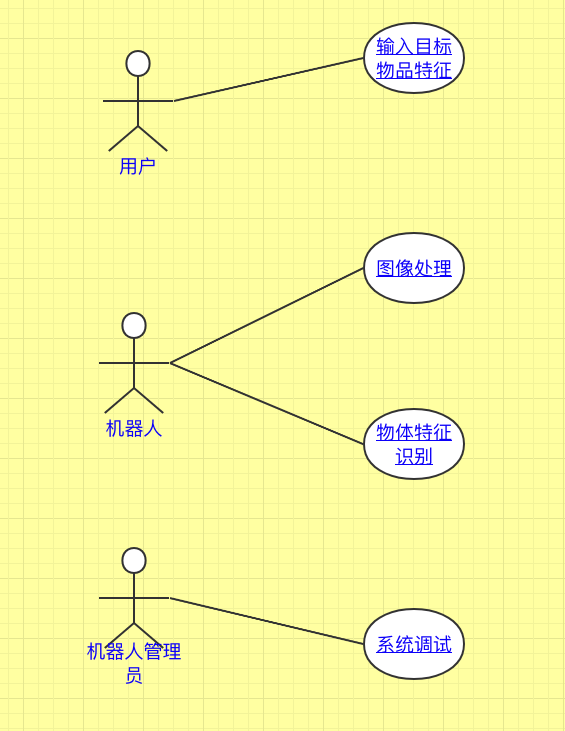 输入目标
物品特征
用户
图像处理
机器人
物体特征
识别
机器人管理
员
系统调试